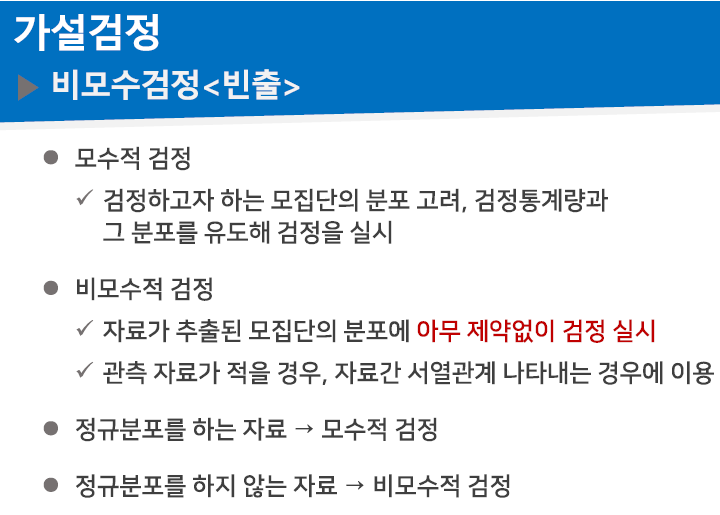 가설검정
▶ 비모수검정<빈출>
● 모수적 검정
✓ 검정하고자 하는 모집단의 분포 고려, 검정통계량과
그 분포를 유도해 검정을 실시
● 비모수적 검정
✓ 자료가 추출된 모집단의 분포에 아무 제약없이 검정 실시
✓ 관측 자료가 적을 경우, 자료간 서열관계 나타내는 경우에 이용
● 정규분포를 하는 자료 → 모수적 검정
● 정규분포를 하지 않는 자료 → 비모수적 검정